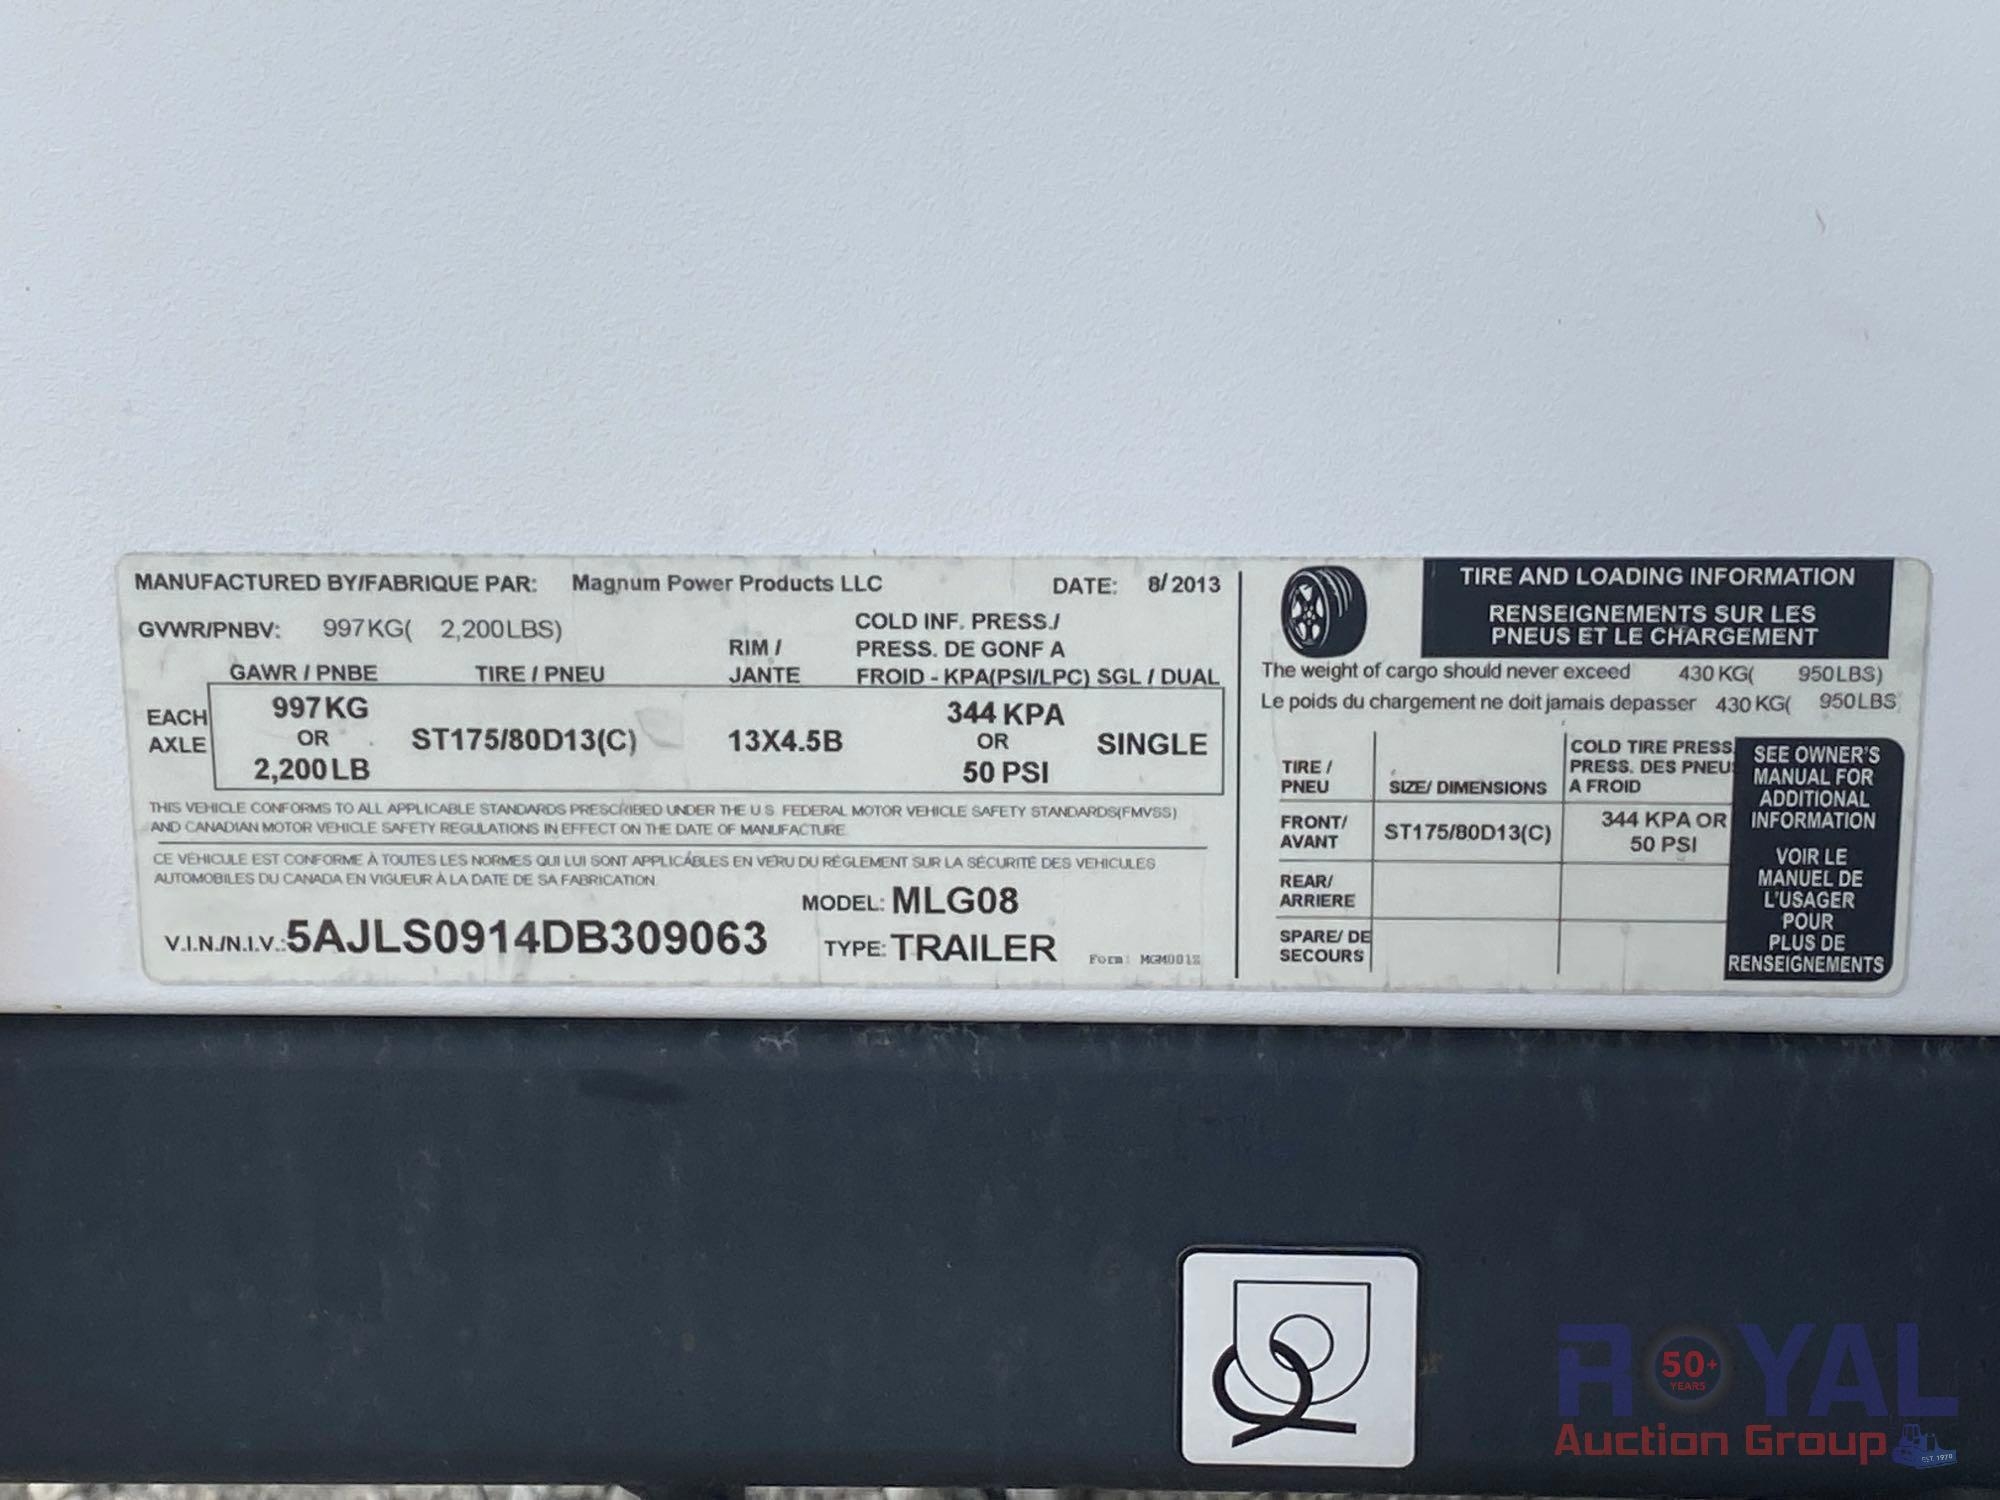 MANUFACTURED BY/FABRIQUE PAR: Magnum Power Products LLC DATE: 8/2013
GVWR/PNBV: 997KG( 2,200LBS)
GAWR / PNBE TIRE / PNEU RIM / JANTE COLD INF. PRESS./
PRESS. DE GONF A
FROID - KPA(PSI/LPC) SGL / DUAL
EACH AXLE
997KG
OR
2,200LB
ST175/80D13(C)
13X4.5B
344 KPA
OR
50 PSI
SINGLE
THIS VEHICLE CONFORMS TO ALL APPLICABLE STANDARDS PRESCRIBED UNDER THE U S FEDERAL MOTOR VEHICLE SAFETY STANDARDS(FMVSS)
AND CANADIAN MOTOR VEHICLE SAFETY REGULATIONS IN EFFECT ON THE DATE OF MANUFACTURE
CE VÉHICULE EST CONFORME À TOUTES LES NORMES QUI LUI SONT APPLICÁBLES EN VERU DU RÉGLEMENT SUR LA SÉCURITÉ DES VEHICULES
AUTOMOBILES DU CANADA EN VIGUEUR À LA DATE DE SA FABRICATION
MODEL: MLG08
V.I.N./N.I.V.:5AJLS0914DB309063
TYPE: TRAILER Form: MGM001Z
TIRE AND LOADING INFORMATION
RENSEIGNEMENTS SUR LES
PNEUS ET LE CHARGEMENT
The weight of cargo should never exceed 430 KG( 950LBS)
Le poids du chargement ne doit jamais depasser 430 KG( 950LBS
TIRE /
PNEU
SIZE/ DIMENSIONS
COLD TIRE PRESS
PRESS. DES PNEU
A FROID
FRONT/
AVANT
ST175/80D13(C)
344 KPA OR
50 PSI
REAR/
ARRIERE
SPARE/ DE
SECOURS
SEE OWNER'S
MANUAL FOR
ADDITIONAL
INFORMATION
VOIR LE
MANUEL DE
L'USAGER
POUR
PLUS DE
RENSEIGNEMENTS
ROYAL
50+
YEARS
Auction Group
EST. 1970